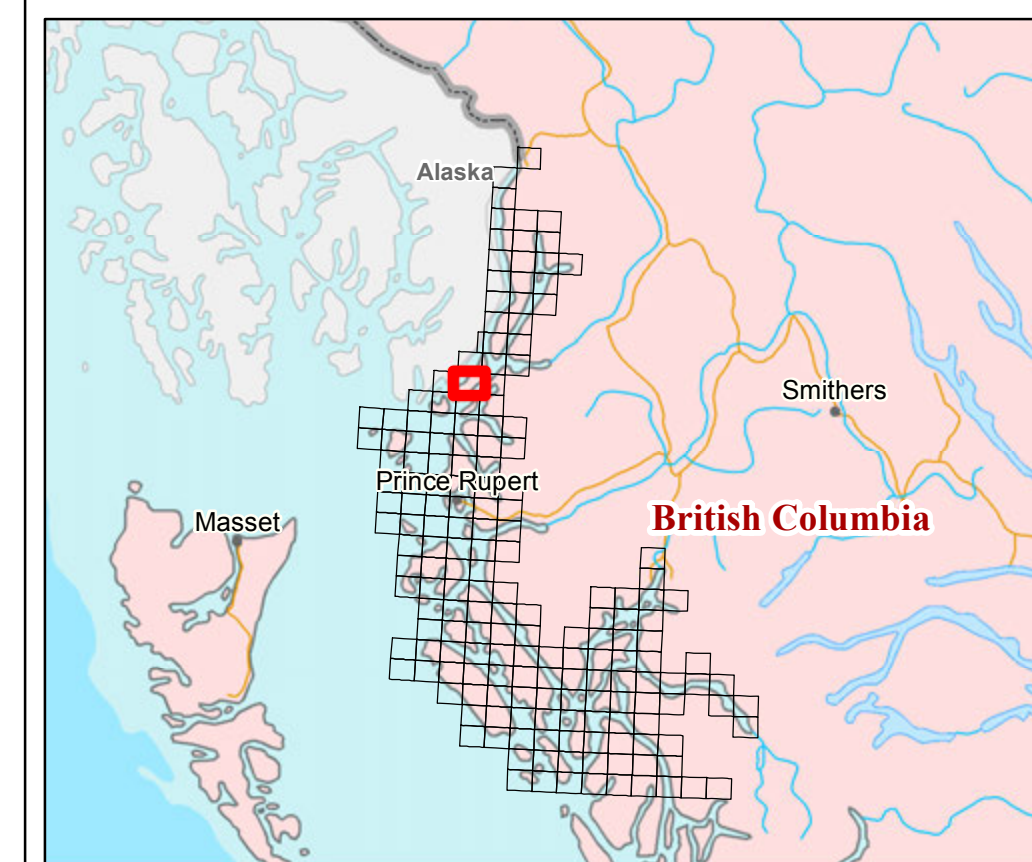 Alaska
Smithers
Prince Rupert
Masset
British Columbia